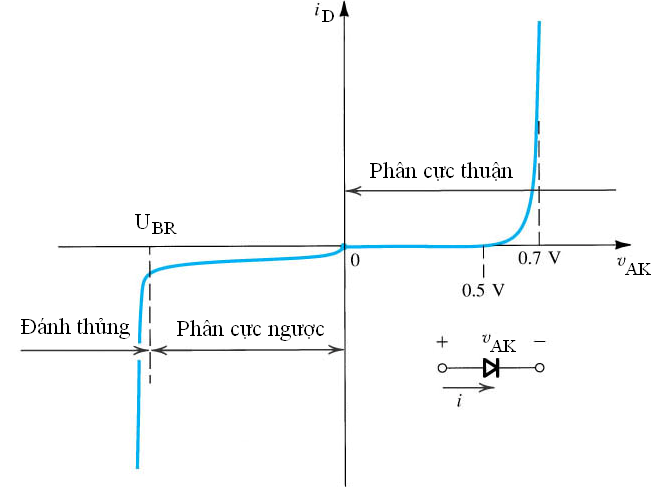 iD
Phân cực thuận
UBR
0
0.7 V
vAK
0.5 V
Đánh thủng
Phân cực ngược
+ vAK −
i